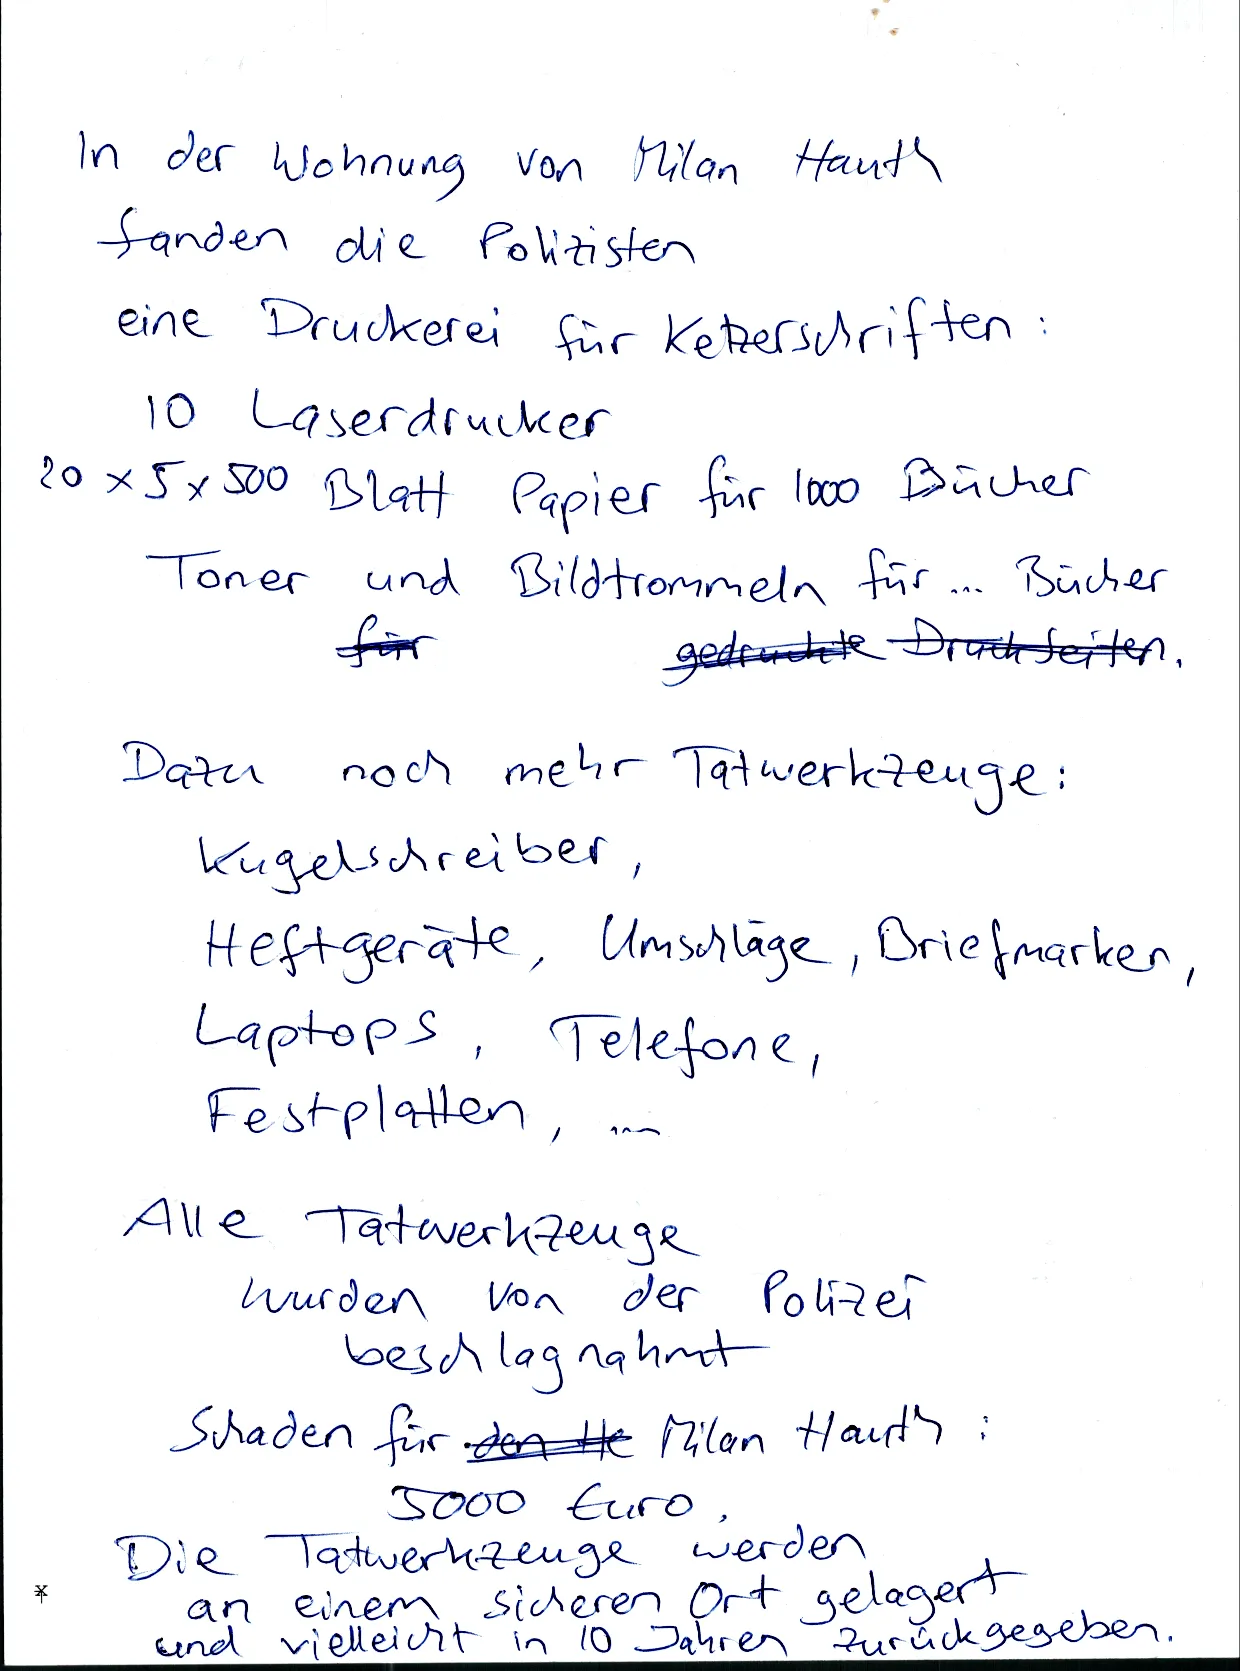 In der Wohnung von Milan Hauth
fanden die Polizisten
eine Druckerei für Ketzerschriften:
10 Laserdrucker
20 x 5 x 500 Blatt Papier für 1000 Bücher
Toner und Bildtrommeln für ... Bücher
für gedruckte Druckseiten.
Dazu noch mehr Tatwerkzeuge:
Kugelschreiber,
Heftgeräte, Umschläge, Briefmarken,
Laptops, Telefone,
Festplatten, ...
Alle Tatwerkzeuge
wurden von der Polizei
beschlagnahmt
Schaden für den He Milan Hauth:
5000 Euro.
Die Tatwerkzeuge werden
an einem sicheren Ort gelagert
und vielleicht in 10 Jahren zurückgegeben.